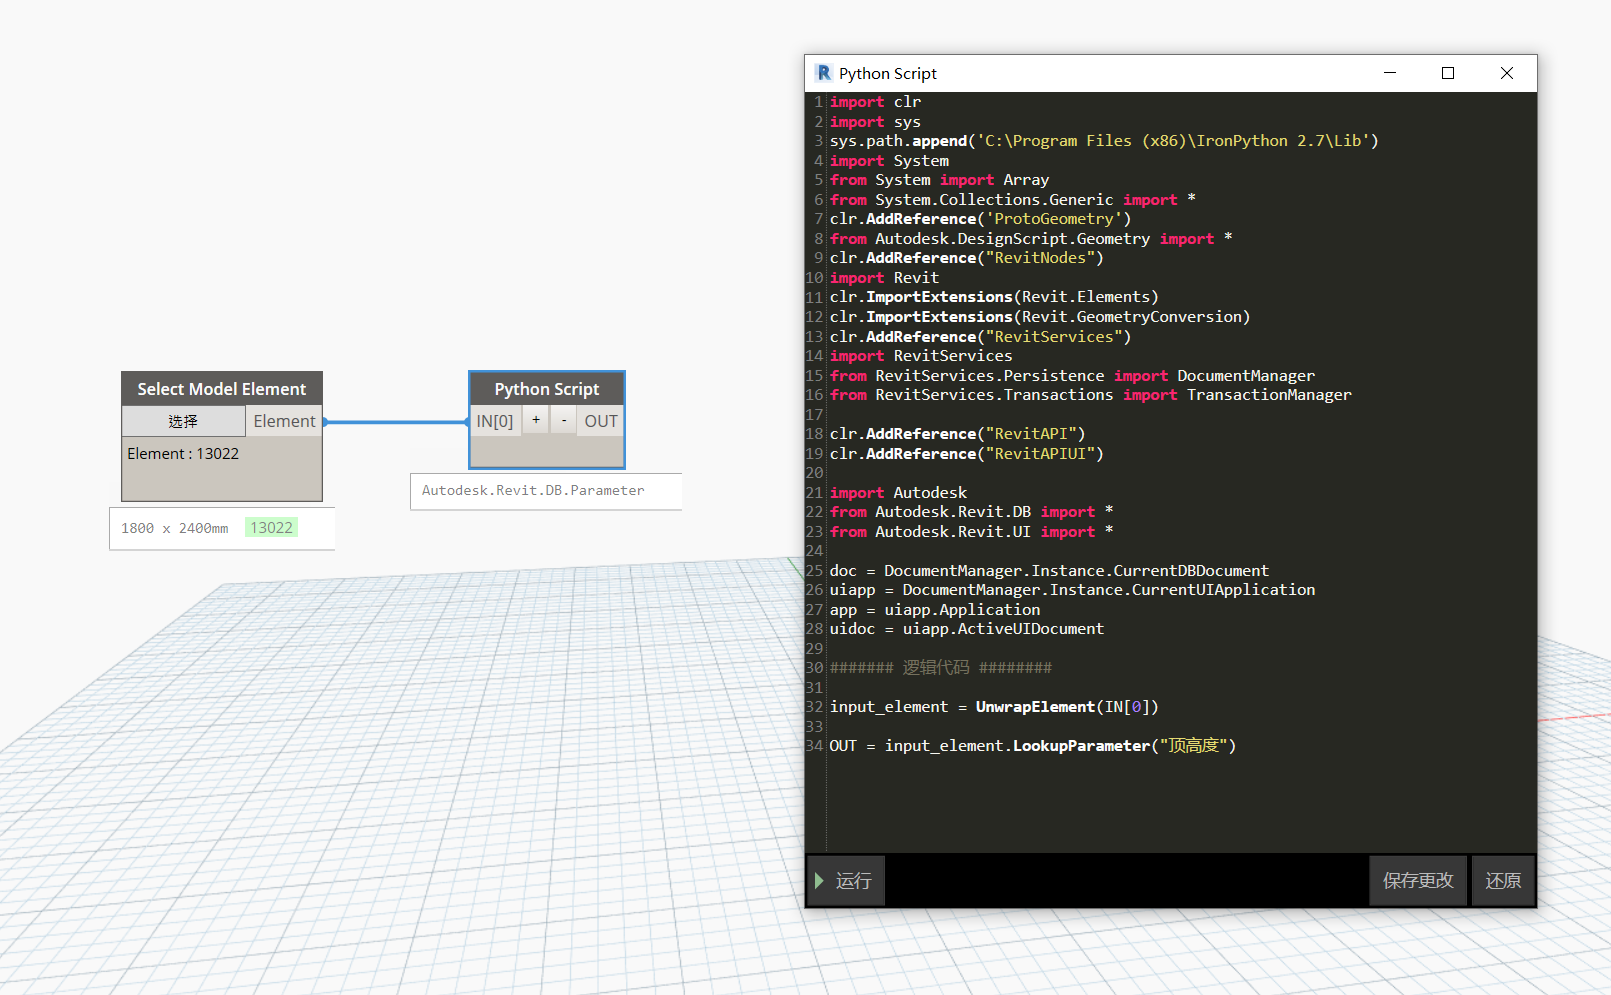 Select Model Element
选择
Element
Element : 13022
1800 x 2400mm 13022
Python Script
IN[0] + - OUT
Autodesk.Revit.DB.Parameter
Python Script
1 import clr
2 import sys
3 sys.path.append('C:\Program Files (x86)\IronPython 2.7\Lib')
4 import System
5 from System import Array
6 from System.Collections.Generic import *
7 clr.AddReference('ProtoGeometry')
8 from Autodesk.DesignScript.Geometry import *
9 clr.AddReference("RevitNodes")
10 import Revit
11 clr.ImportExtensions(Revit.Elements)
12 clr.ImportExtensions(Revit.GeometryConversion)
13 clr.AddReference("RevitServices")
14 import RevitServices
15 from RevitServices.Persistence import DocumentManager
16 from RevitServices.Transactions import TransactionManager
17
18 clr.AddReference("RevitAPI")
19 clr.AddReference("RevitAPIUI")
20
21 import Autodesk
22 from Autodesk.Revit.DB import *
23 from Autodesk.Revit.UI import *
24
25 doc = DocumentManager.Instance.CurrentDBDocument
26 uiapp = DocumentManager.Instance.CurrentUIApplication
27 app = uiapp.Application
28 uidoc = uiapp.ActiveUIDocument
29
30 ####### 逻辑代码 ########
31
32 input_element = UnwrapElement(IN[0])
33
34 OUT = input_element.LookupParameter("顶高度")
运行
保存更改
还原